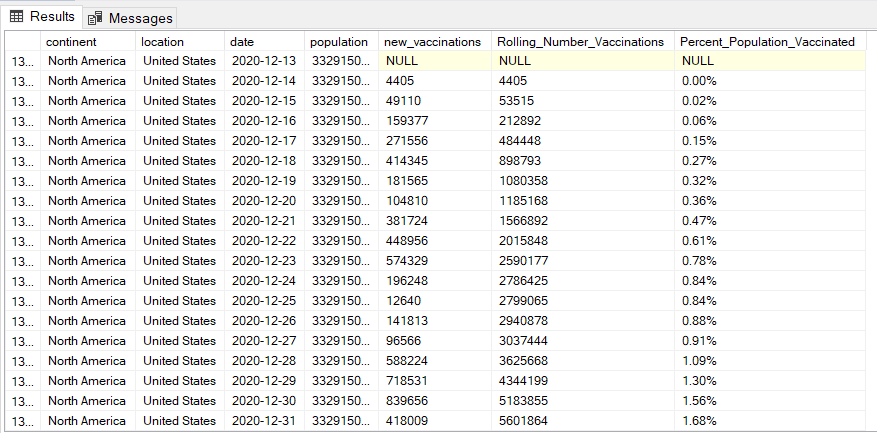 Results Messages
continent location date population new_vaccinations Rolling_Number_Vaccinations Percent_Population_Vaccinated
13... North America United States 2020-12-13 3329150... NULL NULL NULL
13... North America United States 2020-12-14 3329150... 4405 4405 0.00%
13... North America United States 2020-12-15 3329150... 49110 53515 0.02%
13... North America United States 2020-12-16 3329150... 159377 212892 0.06%
13... North America United States 2020-12-17 3329150... 271556 484448 0.15%
13... North America United States 2020-12-18 3329150... 414345 898793 0.27%
13... North America United States 2020-12-19 3329150... 181565 1080358 0.32%
13... North America United States 2020-12-20 3329150... 104810 1185168 0.36%
13... North America United States 2020-12-21 3329150... 381724 1566892 0.47%
13... North America United States 2020-12-22 3329150... 448956 2015848 0.61%
13... North America United States 2020-12-23 3329150... 574329 2590177 0.78%
13... North America United States 2020-12-24 3329150... 196248 2786425 0.84%
13... North America United States 2020-12-25 3329150... 12640 2799065 0.84%
13... North America United States 2020-12-26 3329150... 141813 2940878 0.88%
13... North America United States 2020-12-27 3329150... 96566 3037444 0.91%
13... North America United States 2020-12-28 3329150... 588224 3625668 1.09%
13... North America United States 2020-12-29 3329150... 718531 4344199 1.30%
13... North America United States 2020-12-30 3329150... 839656 5183855 1.56%
13... North America United States 2020-12-31 3329150... 418009 5601864 1.68%